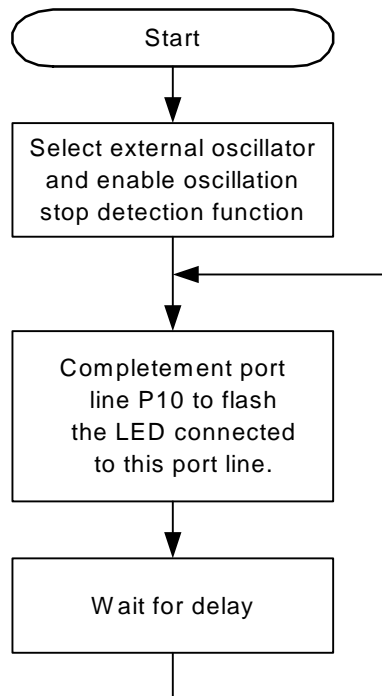 Start
Select external oscillator
and enable oscillation
stop detection function
Completement port
line P10 to flash
the LED connected
to this port line.
Wait for delay